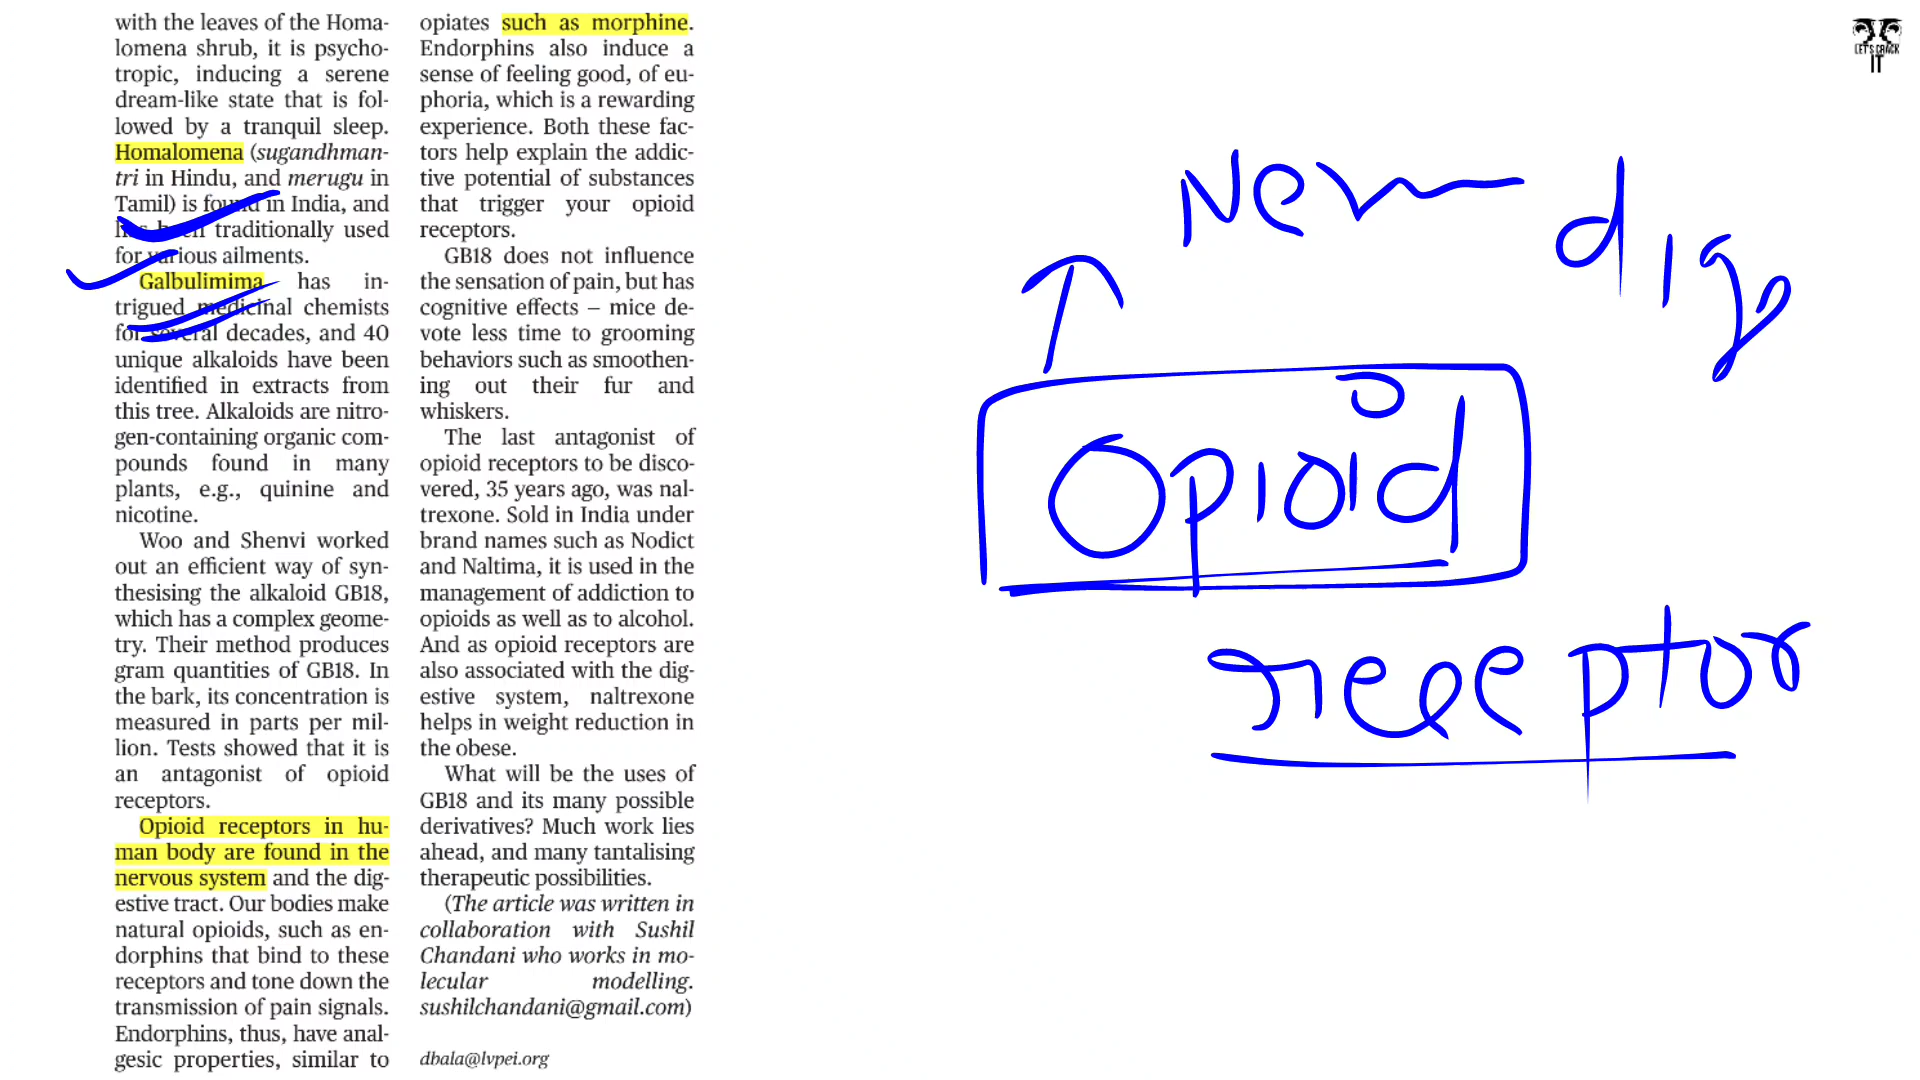 with the leaves of the Homa-
lomena shrub, it is psycho-
tropic, inducing a serene
dream-like state that is fol-
lowed by a tranquil sleep.
Homalomena (sugandhman-
tri in Hindu, and merugu in
Tamil) is found in India, and
has been traditionally used
for various ailments.
Galbulimima has in-
trigued medicinal chemists
for several decades, and 40
unique alkaloids have been
identified in extracts from
this tree. Alkaloids are nitro-
gen-containing organic com-
pounds found in many
plants, e.g., quinine and
nicotine.
Woo and Shenvi worked
out an efficient way of syn-
thesising the alkaloid GB18,
which has a complex geome-
try. Their method produces
gram quantities of GB18. In
the bark, its concentration is
measured in parts per mil-
lion. Tests showed that it is
an antagonist of opioid
receptors.
Opioid receptors in hu-
man body are found in the
nervous system and the dig-
estive tract. Our bodies make
natural opioids, such as en-
dorphins that bind to these
receptors and tone down the
transmission of pain signals.
Endorphins, thus, have anal-
gesic properties, similar to
opiates such as morphine.
Endorphins also induce a
sense of feeling good, of eu-
phoria, which is a rewarding
experience. Both these fac-
tors help explain the addic-
tive potential of substances
that trigger your opioid
receptors.
GB18 does not influence
the sensation of pain, but has
cognitive effects – mice de-
vote less time to grooming
behaviors such as smoothen-
ing out their fur and
whiskers.
The last antagonist of
opioid receptors to be disco-
vered, 35 years ago, was nal-
trexone. Sold in India under
brand names such as Nodict
and Naltima, it is used in the
management of addiction to
opioids as well as to alcohol.
And as opioid receptors are
also associated with the dig-
estive system, naltrexone
helps in weight reduction in
the obese.
What will be the uses of
GB18 and its many possible
derivatives? Much work lies
ahead, and many tantalising
therapeutic possibilities.
(The article was written in
collaboration with Sushil
Chandani who works in mo-
lecular modelling.
sushilchandani@gmail.com)
dbala@lvpei.org
LET'S CRACK
IT
dig
Opioid
receptor